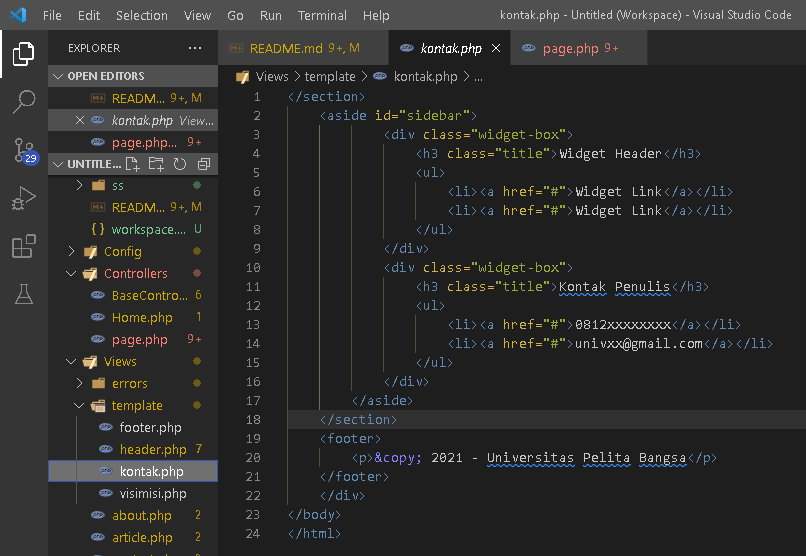 File Edit Selection View Go Run Terminal Help kontak.php - Untitled (Workspace) - Visual Studio Code
EXPLORER ...
README.md 9+, M kontak.php × page.php 9+
OPEN EDITORS
Views > template > kontak.php > ...
READM... 9+, M
× kontak.php View...
page.php... 9+
UNTITLE...
ss
READM... 9+, M
{ } workspace.... U
Config
Controllers
BaseContro... 6
Home.php 1
page.php 9+
Views
errors
template
footer.php
header.php 7
kontak.php
visimisi.php
about.php 2
article.php 2
29
1 </section>
2 <aside id="sidebar">
3 <div class="widget-box">
4 <h3 class="title">Widget Header</h3>
5 <ul>
6 <li><a href="#">Widget Link</a></li>
7 <li><a href="#">Widget Link</a></li>
8 </ul>
9 </div>
10 <div class="widget-box">
11 <h3 class="title">Kontak Penulis</h3>
12 <ul>
13 <li><a href="#">0812xxxxxxxx</a></li>
14 <li><a href="#">univxx@gmail.com</a></li>
15 </ul>
16 </div>
17 </aside>
18 </section>
19 <footer>
20 <p>&copy; 2021 - Universitas Pelita Bangsa</p>
21 </footer>
22 </div>
23 </body>
24 </html>